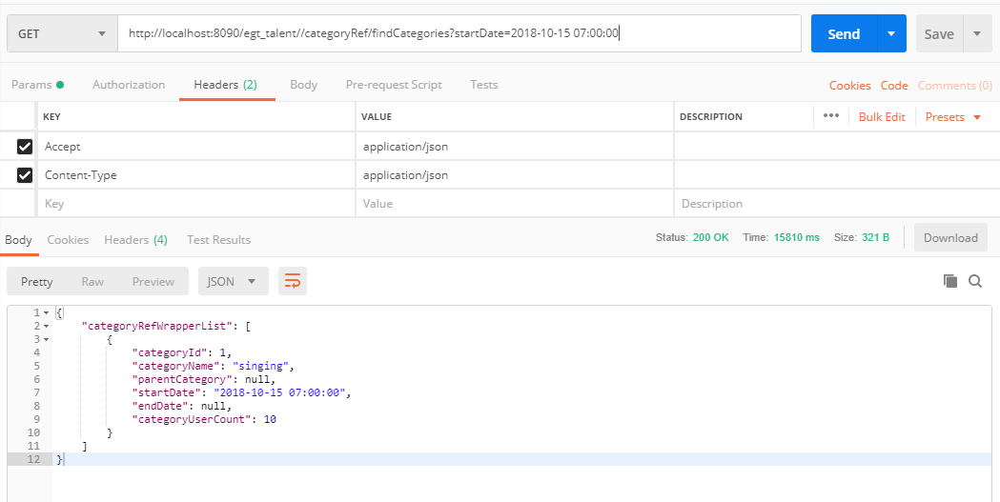 GET http://localhost:8090/egt_talent//categoryRef/findCategories?startDate=2018-10-15 07:00:00 Send Save
Params Authorization Headers (2) Body Pre-request Script Tests Cookies Code Comments (0)
KEY VALUE DESCRIPTION ••• Bulk Edit Presets
Accept application/json
Content-Type application/json
Key Value Description
Body Cookies Headers (4) Test Results Status: 200 OK Time: 15810 ms Size: 321 B Download
Pretty Raw Preview JSON
1 {
2 "categoryRefWrapperList": [
3 {
4 "categoryId": 1,
5 "categoryName": "singing",
6 "parentCategory": null,
7 "startDate": "2018-10-15 07:00:00",
8 "endDate": null,
9 "categoryUserCount": 10
10 }
11 ]
12 }